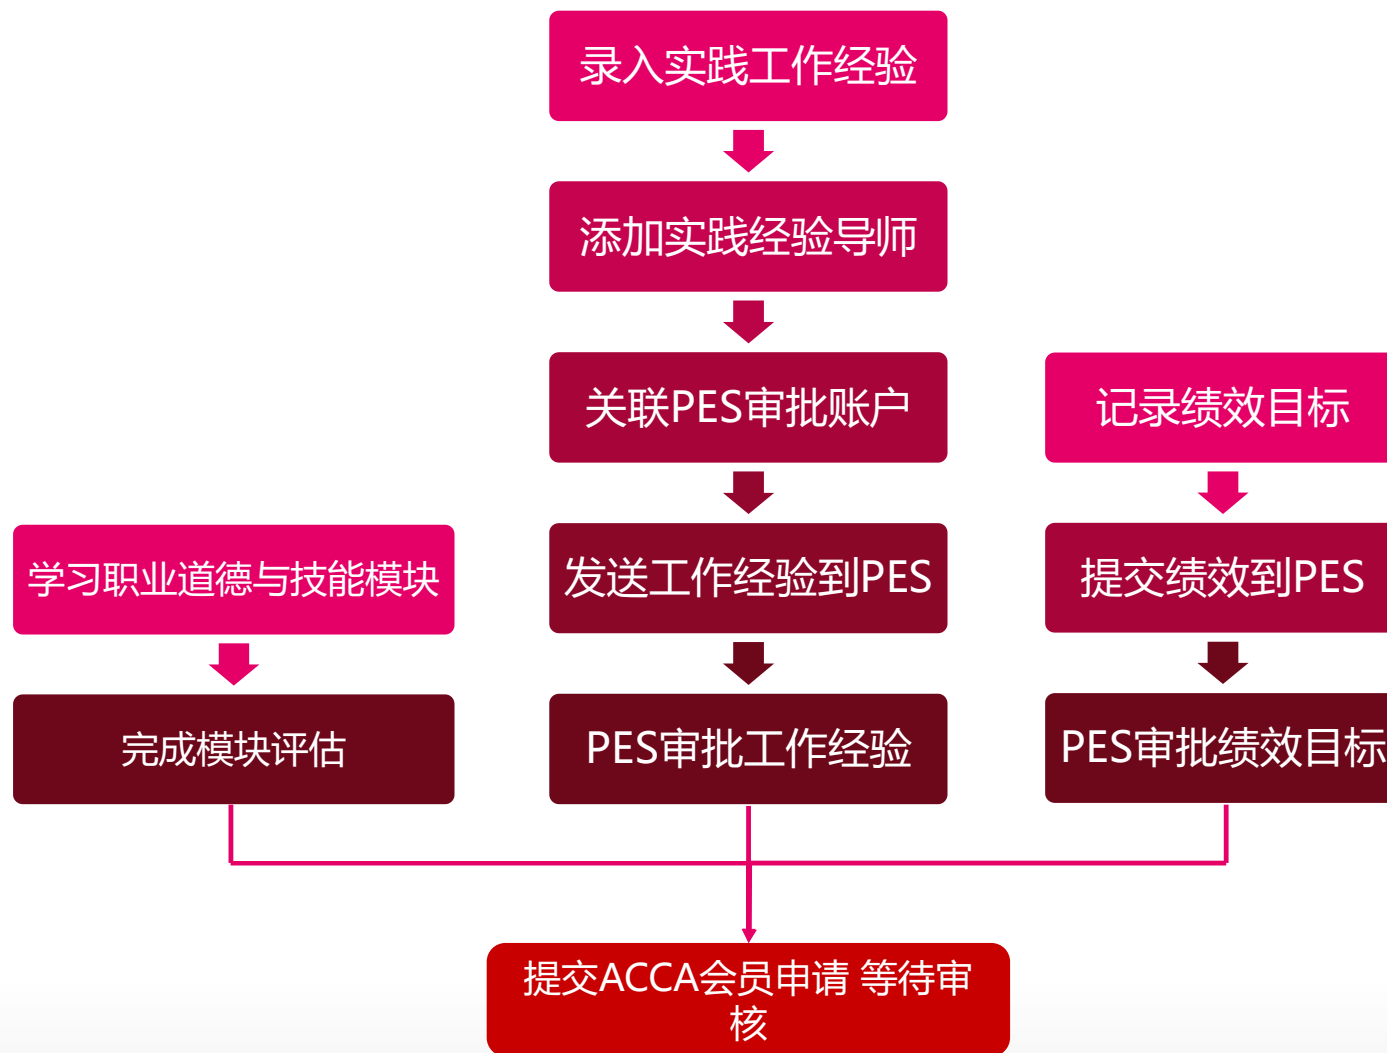 录入实践工作经验
添加实践经验导师
关联PES审批账户
记录绩效目标
学习职业道德与技能模块
发送工作经验到PES
提交绩效到PES
完成模块评估
PES审批工作经验
PES审批绩效目标
提交ACCA会员申请 等待审
核